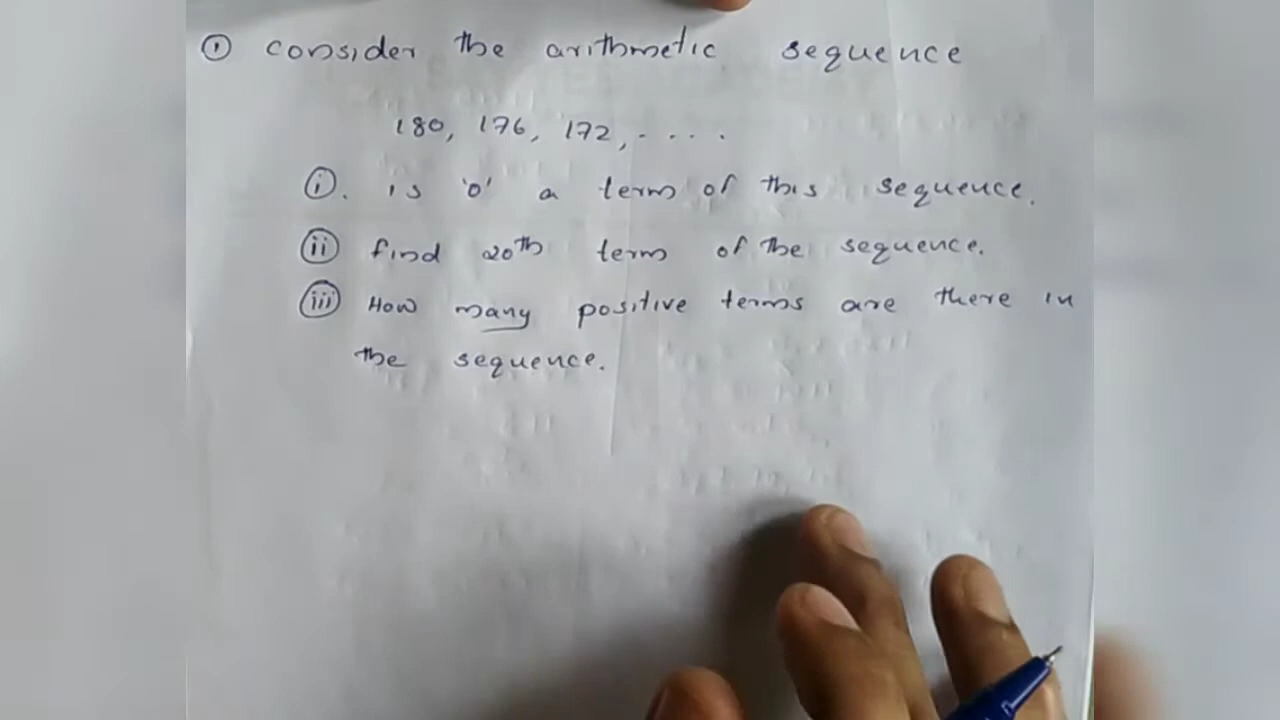 ① consider the arithmetic sequence
180, 176, 172, . . . .
ⓘ. is 'o' a term of this sequence.
ⓘⓘ find 20th term of the sequence.
ⓘⓘⓘ How many positive terms are there in
the sequence.